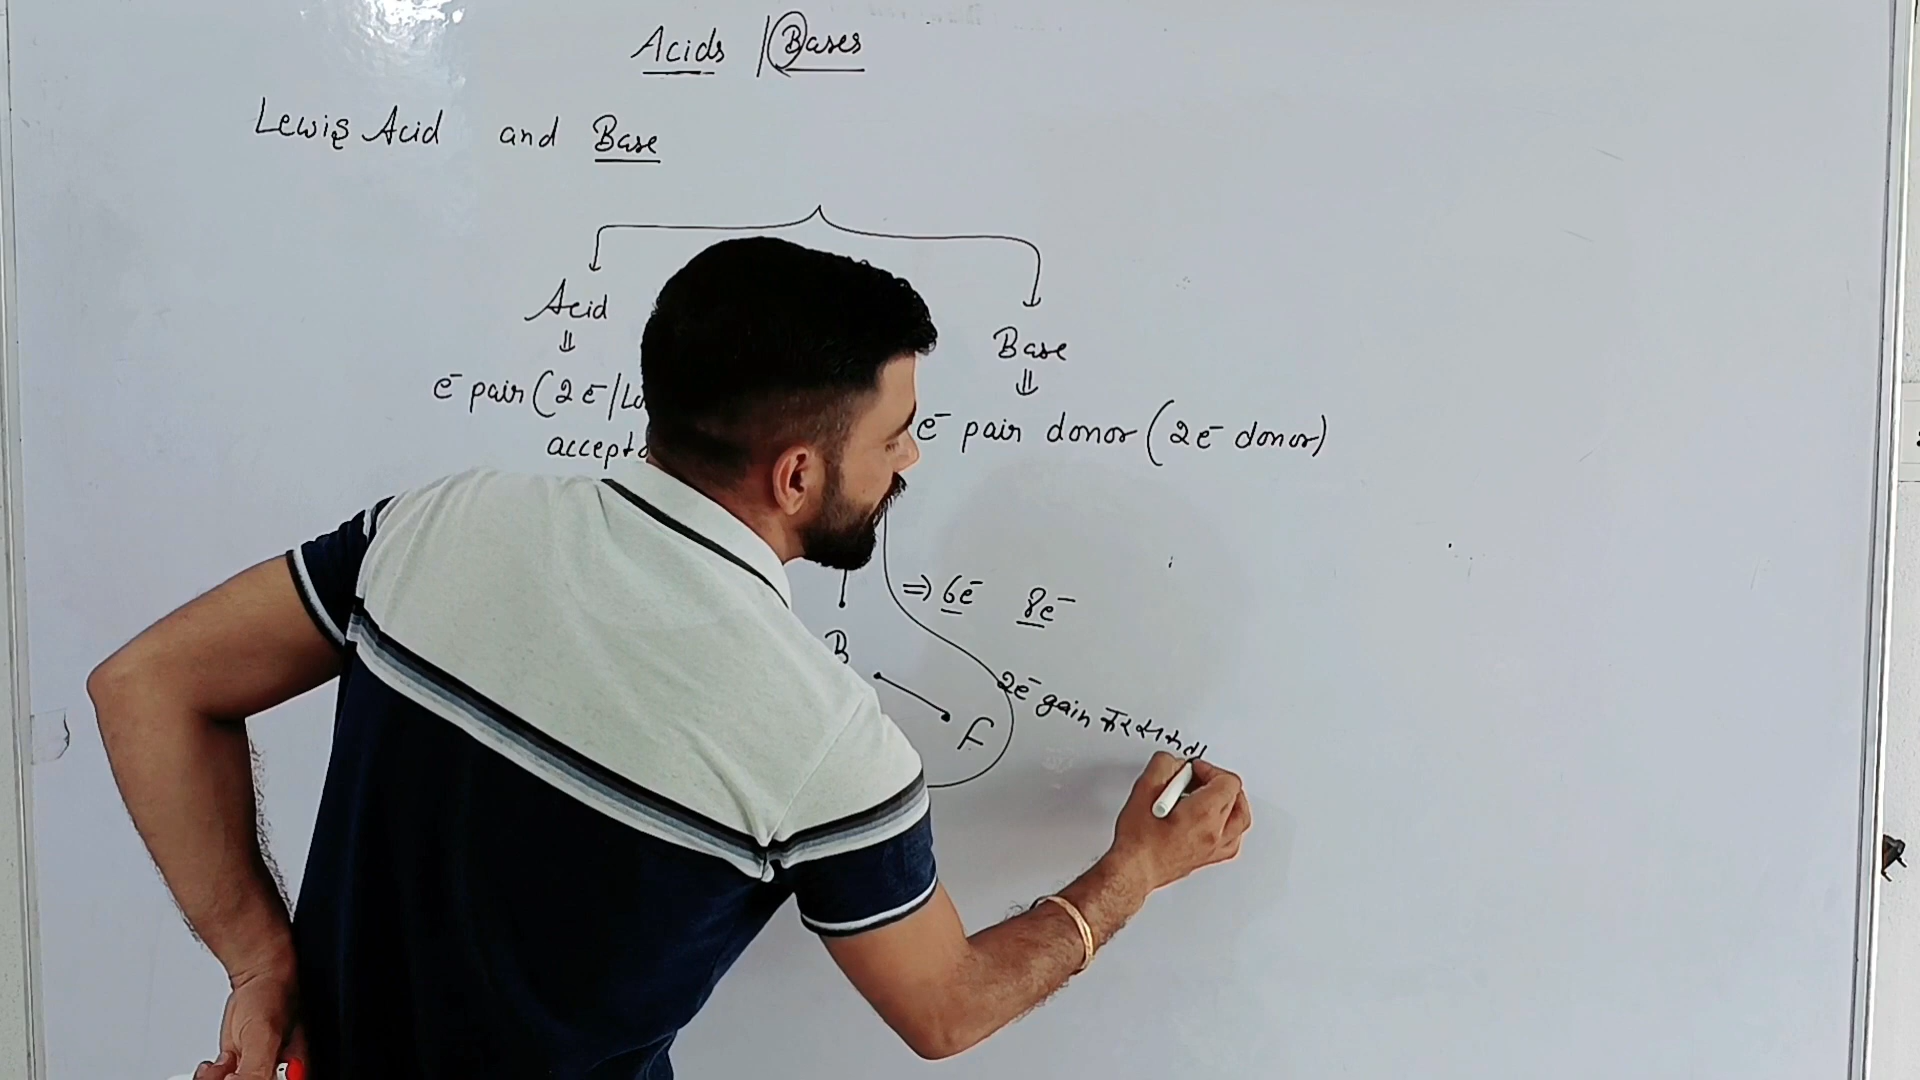 Acids / Bases
Lewis Acid and Base
Acid
⇓
Base
⇓
e⁻ pair (2e⁻/Lo
accepto
e⁻ pair donor (2e⁻ donor)
⇒ 6e⁻ 8e⁻
B
2e⁻ gain कर
F